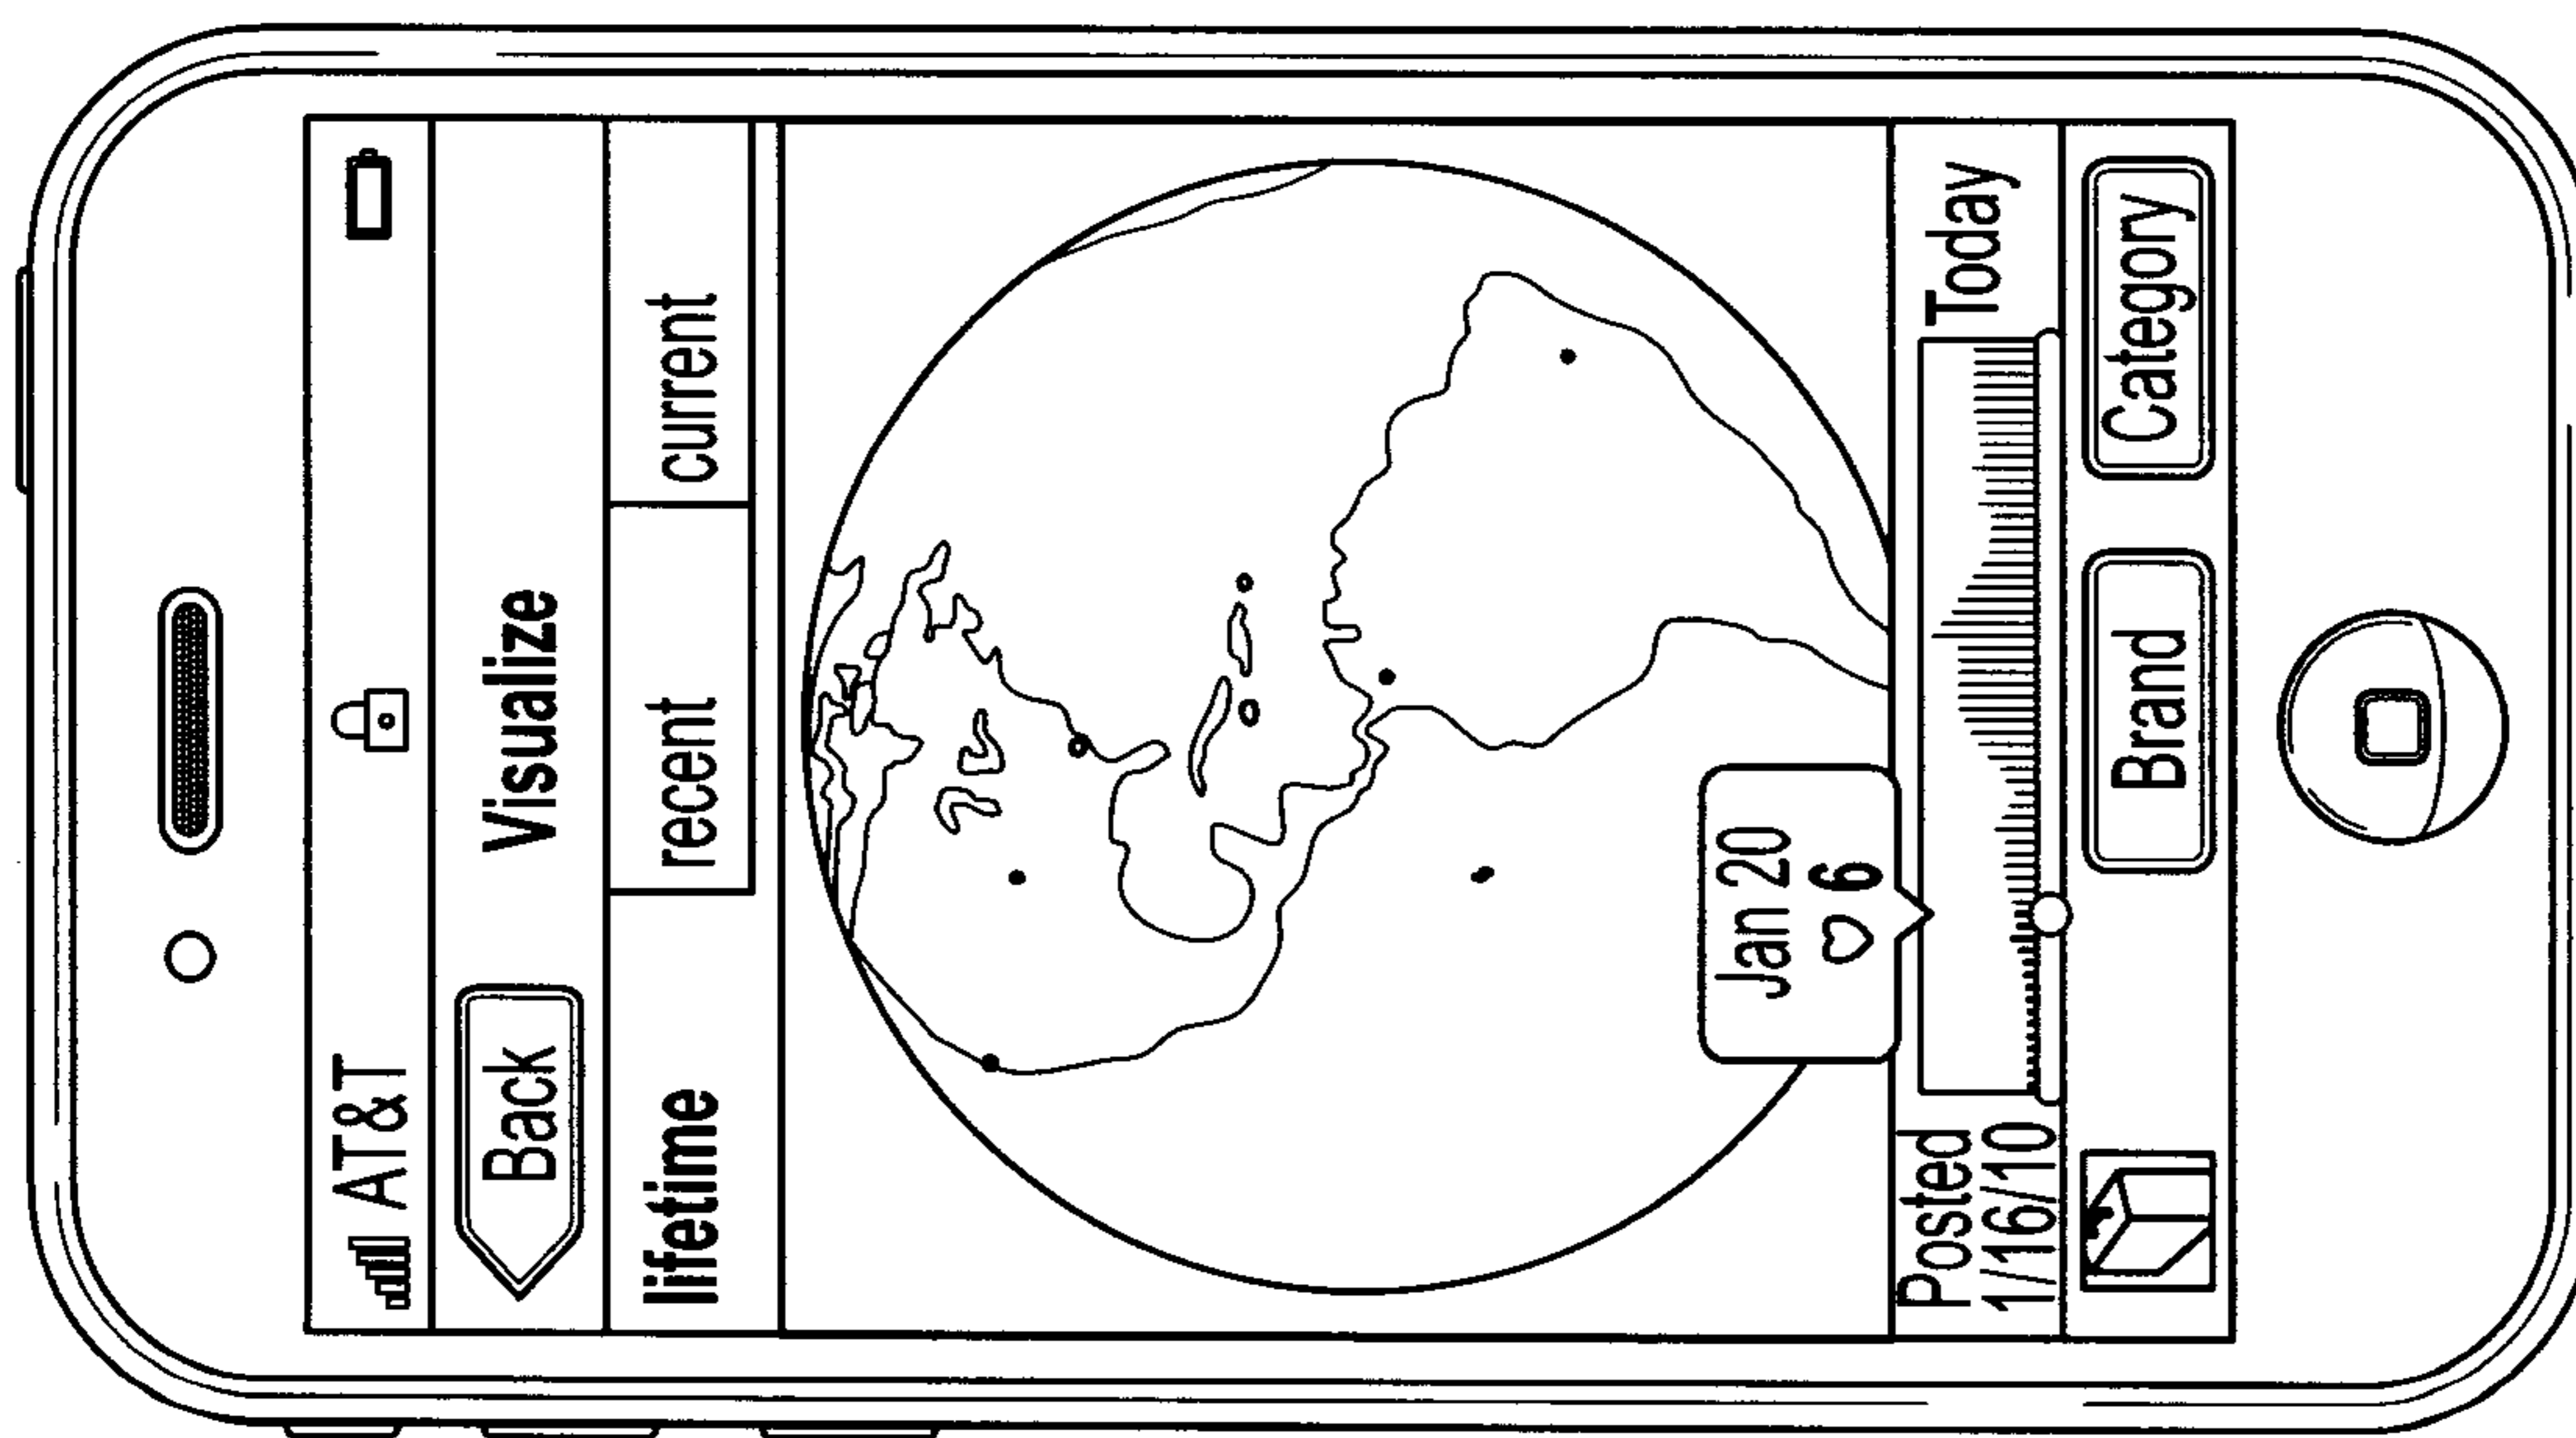 AT&T
Back Visualize
lifetime recent current
Jan 20
♡ 6
Posted
1/16/10
Today
Brand Category